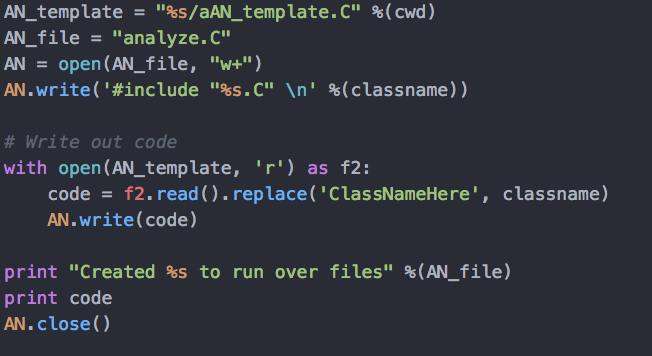 AN_template = "%s/aAN_template.C" %(cwd)
AN_file = "analyze.C"
AN = open(AN_file, "w+")
AN.write('#include "%s.C" \n' %(classname))
# Write out code
with open(AN_template, 'r') as f2:
    code = f2.read().replace('ClassNameHere', classname)
    AN.write(code)
print "Created %s to run over files" %(AN_file)
print code
AN.close()